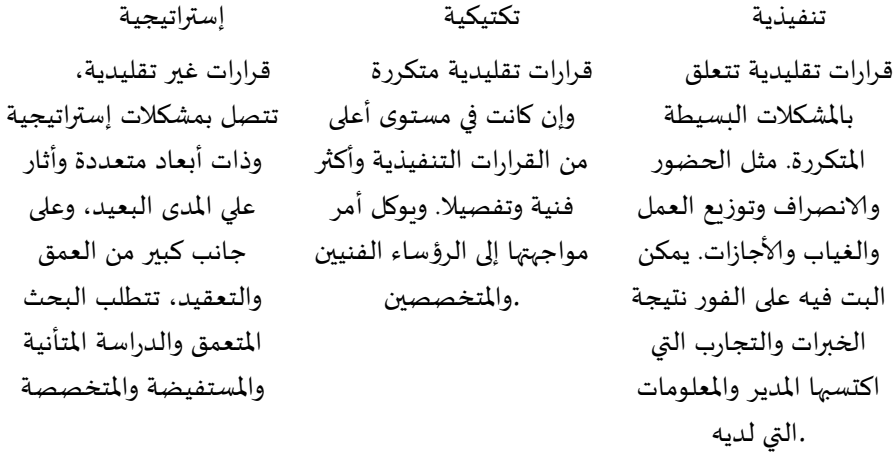 تنفيذية
قرارات تقليدية تتعلق
بالمشكلات البسيطة
المتكررة. مثل الحضور
والانصراف وتوزيع العمل
والغياب والأجازات. يمكن
البت فيه على الفور نتيجة
الخبرات والتجارب التي
اكتسبها المدير والمعلومات
التي لديه.
تكتيكية
قرارات تقليدية متكررة
وإن كانت في مستوى أعلى
من القرارات التنفيذية وأكثر
فنية وتفصيلا. ويوكل أمر
مواجهتها إلى الرؤساء الفنيين
والمتخصصين.
إستراتيجية
قرارات غير تقليدية،
تتصل بمشكلات إستراتيجية
وذات أبعاد متعددة وأثار
علي المدى البعيد، وعلى
جانب كبير من العمق
والتعقيد، تتطلب البحث
المتعمق والدراسة المتأنية
والمستفيضة والمتخصصة